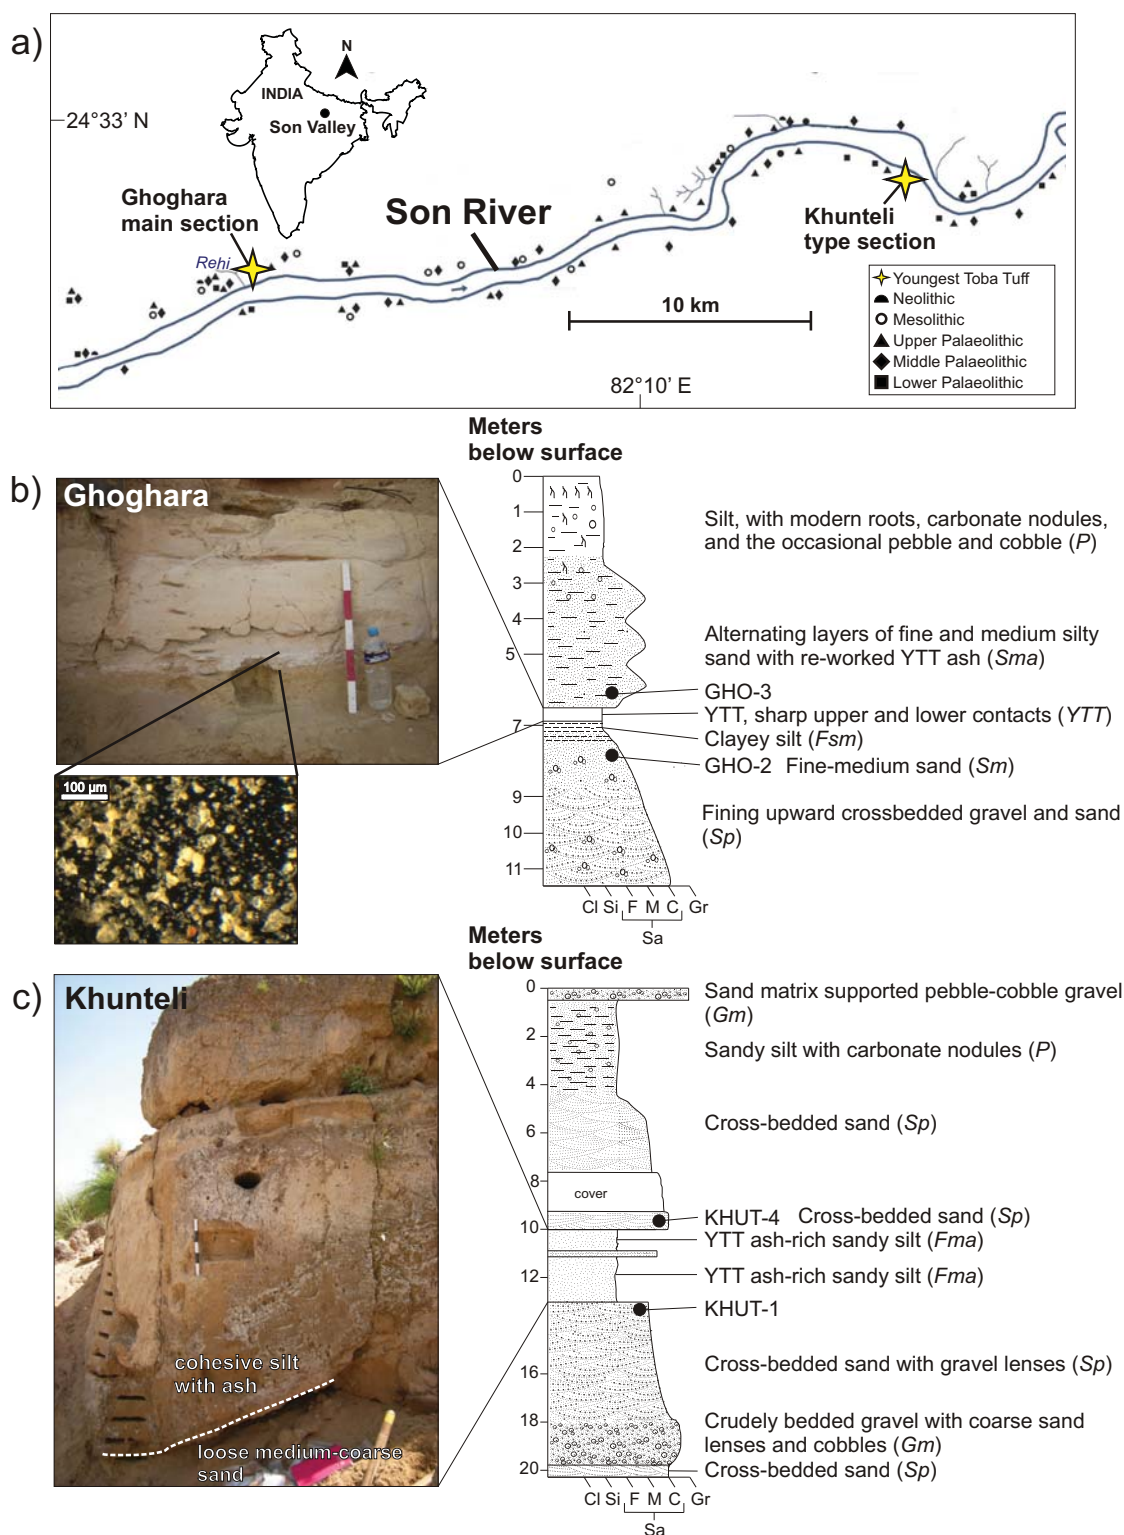 a)
24°33' N
N
INDIA
Son Valley
Ghoghara
main section
Son River
Khunteli
type section
Rehi
10 km
82°10' E
Youngest Toba Tuff
Neolithic
Mesolithic
Upper Palaeolithic
Middle Palaeolithic
Lower Palaeolithic
b)
Ghoghara
100 µm
Meters
below surface
0
1
2
3
4
5
7
9
10
11
Cl Si F M C Gr
Sa
Silt, with modern roots, carbonate nodules,
and the occasional pebble and cobble (P)
Alternating layers of fine and medium silty
sand with re-worked YTT ash (Sma)
GHO-3
YTT, sharp upper and lower contacts (YTT)
Clayey silt (Fsm)
GHO-2 Fine-medium sand (Sm)
Fining upward crossbedded gravel and sand
(Sp)
c)
Khunteli
cohesive silt
with ash
loose medium-coarse
sand
Meters
below surface
0
2
4
6
8
10
12
16
18
20
cover
Cl Si F M C Gr
Sa
Sand matrix supported pebble-cobble gravel
(Gm)
Sandy silt with carbonate nodules (P)
Cross-bedded sand (Sp)
KHUT-4 Cross-bedded sand (Sp)
YTT ash-rich sandy silt (Fma)
YTT ash-rich sandy silt (Fma)
KHUT-1
Cross-bedded sand with gravel lenses (Sp)
Crudely bedded gravel with coarse sand
lenses and cobbles (Gm)
Cross-bedded sand (Sp)